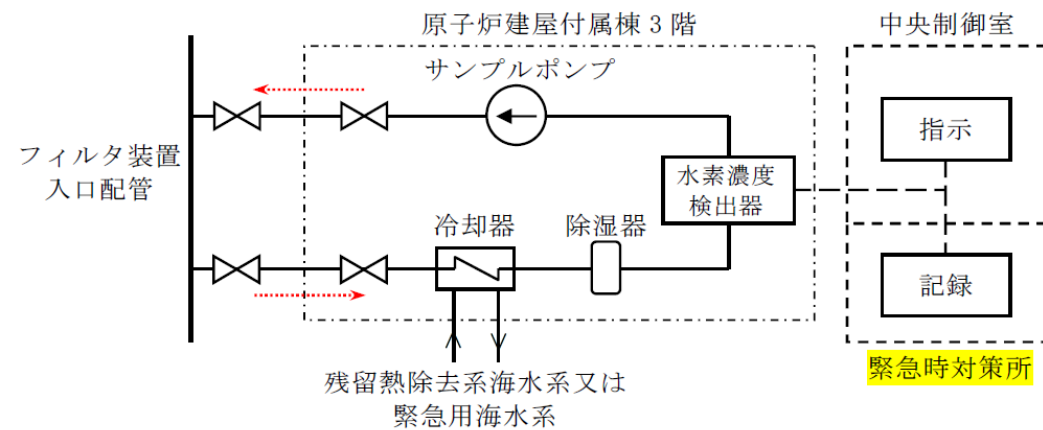 原子炉建屋付属棟3階
中央制御室
サンプルポンプ
指示
フィルタ装置
入口配管
水素濃度
検出器
冷却器
除湿器
記録
緊急時対策所
残留熱除去系海水系又は
緊急用海水系